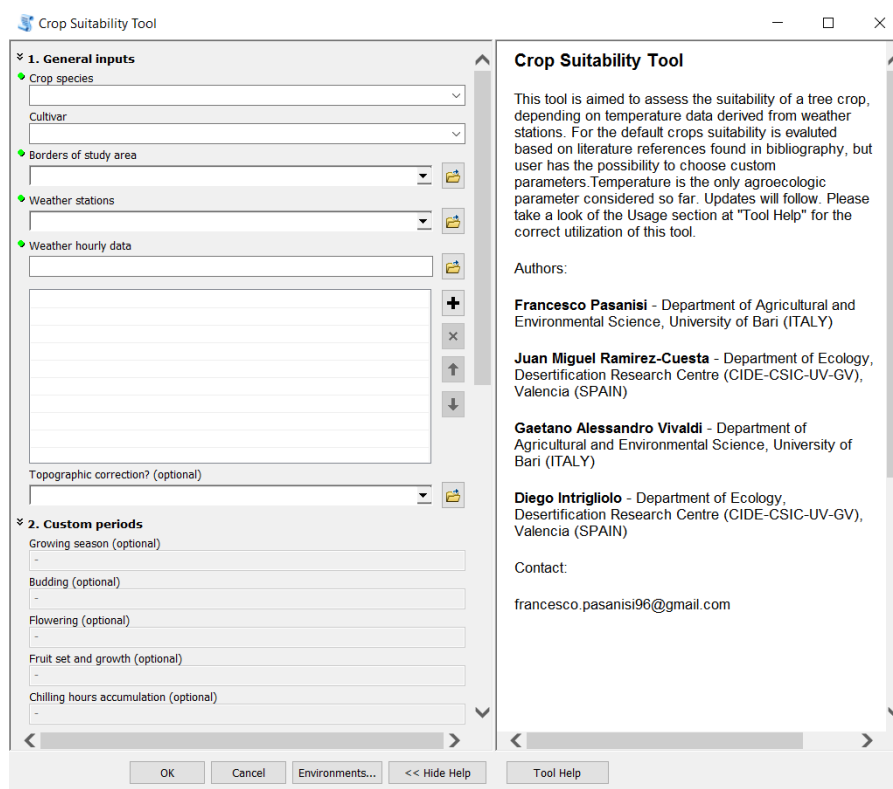 Crop Suitability Tool
1. General inputs
Crop species
Cultivar
Borders of study area
Weather stations
Weather hourly data
Topographic correction? (optional)
2. Custom periods
Growing season (optional)
-
Budding (optional)
-
Flowering (optional)
-
Fruit set and growth (optional)
-
Chilling hours accumulation (optional)
-
OK
Cancel
Environments...
<< Hide Help
Tool Help
Crop Suitability Tool
This tool is aimed to assess the suitability of a tree crop,
depending on temperature data derived from weather
stations. For the default crops suitability is evaluted
based on literature references found in bibliography, but
user has the possibility to choose custom
parameters.Temperature is the only agroecologic
parameter considered so far. Updates will follow. Please
take a look of the Usage section at "Tool Help" for the
correct utilization of this tool.
Authors:
Francesco Pasanisi - Department of Agricultural and
Environmental Science, University of Bari (ITALY)
Juan Miguel Ramirez-Cuesta - Department of Ecology,
Desertification Research Centre (CIDE-CSIC-UV-GV),
Valencia (SPAIN)
Gaetano Alessandro Vivaldi - Department of
Agricultural and Environmental Science, University of
Bari (ITALY)
Diego Intrigliolo - Department of Ecology,
Desertification Research Centre (CIDE-CSIC-UV-GV),
Valencia (SPAIN)
Contact:
francesco.pasanisi96@gmail.com